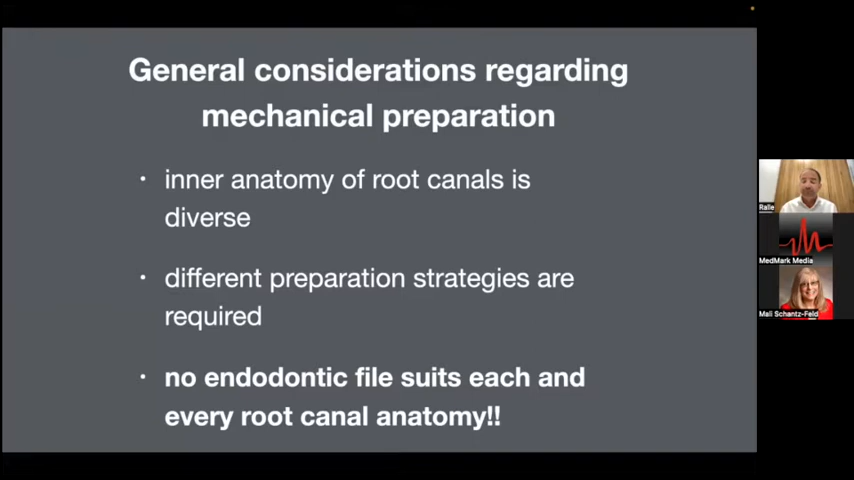 General considerations regarding
mechanical preparation
· inner anatomy of root canals is
diverse
· different preparation strategies are
required
· no endodontic file suits each and
every root canal anatomy!!
Ralle
MedMark Media
Mali Schantz-Feld